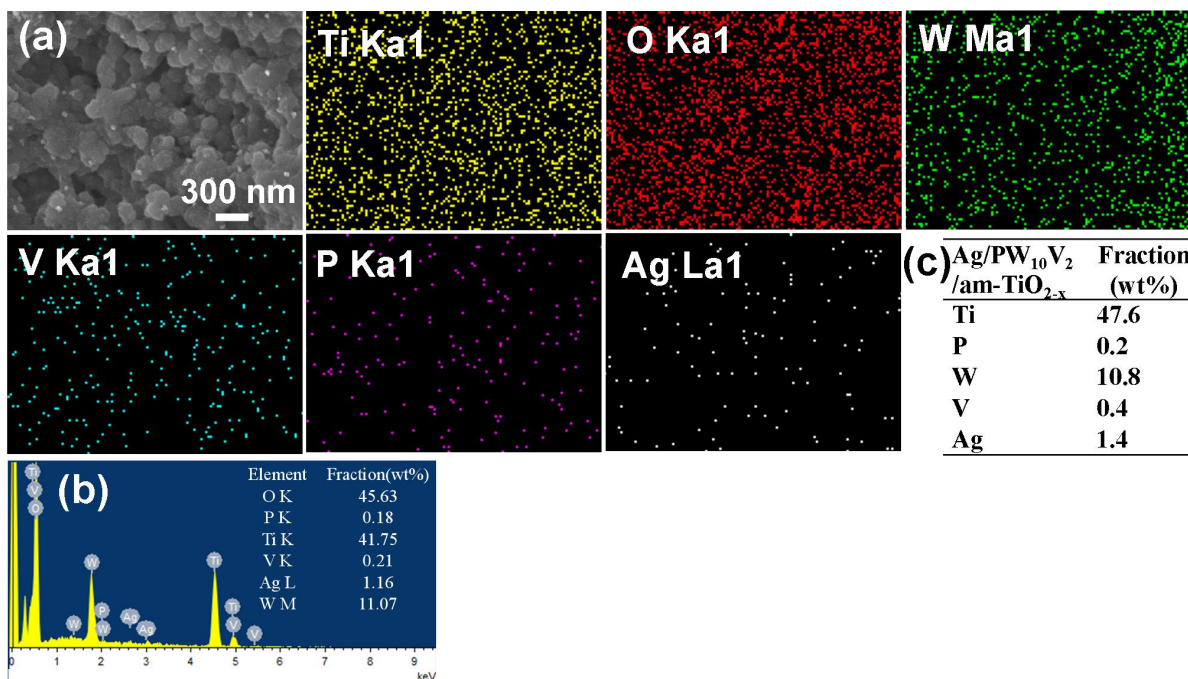 (a)
300 nm
Ti Ka1
O Ka1
W Ma1
V Ka1
P Ka1
Ag La1
(c)
Ag/PW₁₀V₂ Fraction
/am-TiO₂₋ₓ (wt%)
Ti 47.6
P 0.2
W 10.8
V 0.4
Ag 1.4
(b)
Element Fraction(wt%)
O K 45.63
P K 0.18
Ti K 41.75
V K 0.21
Ag L 1.16
W M 11.07
Ti
V
O
W
W
P
W
Ag
Ag
Ti
Ti
V
V
0 1 2 3 4 5 6 7 8 9
keV